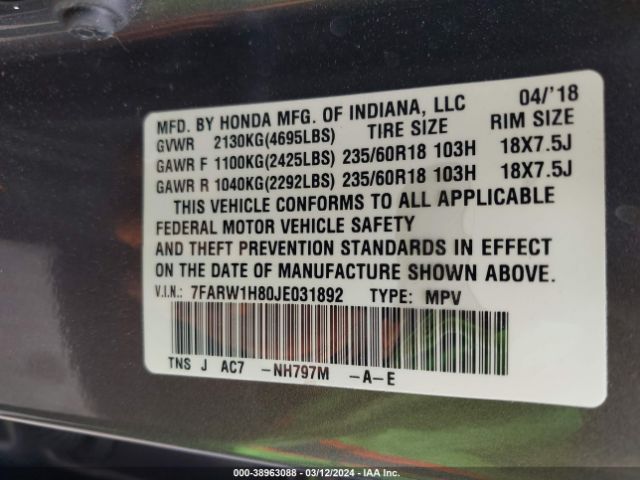 MFD. BY HONDA MFG. OF INDIANA, LLC 04/'18
GVWR 2130KG(4695LBS) TIRE SIZE RIM SIZE
GAWR F 1100KG(2425LBS) 235/60R18 103H 18X7.5J
GAWR R 1040KG(2292LBS) 235/60R18 103H 18X7.5J
THIS VEHICLE CONFORMS TO ALL APPLICABLE
FEDERAL MOTOR VEHICLE SAFETY
AND THEFT PREVENTION STANDARDS IN EFFECT
ON THE DATE OF MANUFACTURE SHOWN ABOVE.
V.I.N.: 7FARW1H80JE031892 TYPE: MPV
TNS J AC7 -NH797M -A-E
000-38963088 - 03/12/2024 - IAA Inc.